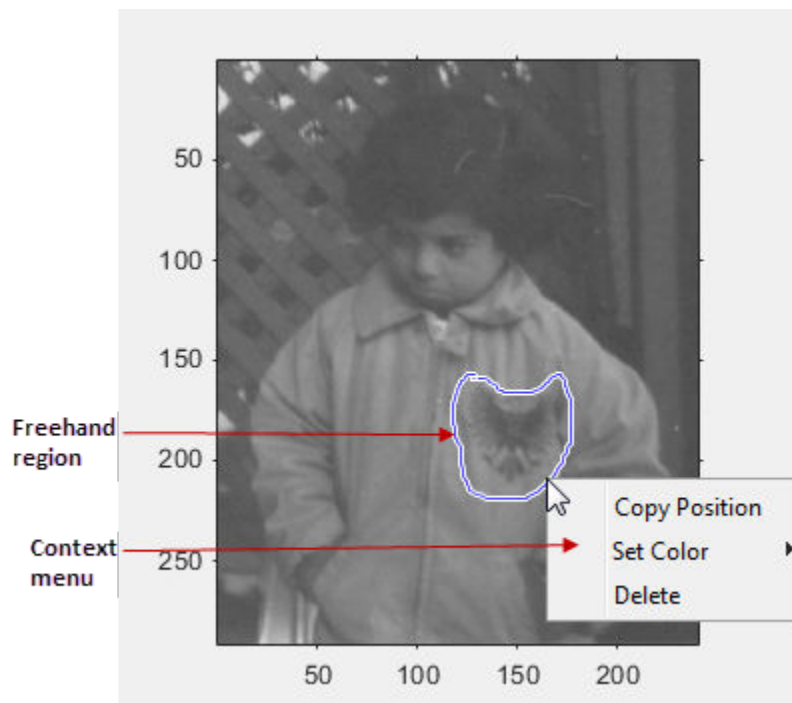 50
100
150
Freehand
region
200
Copy Position
Context
menu
Set Color
250
Delete
50 100 150 200